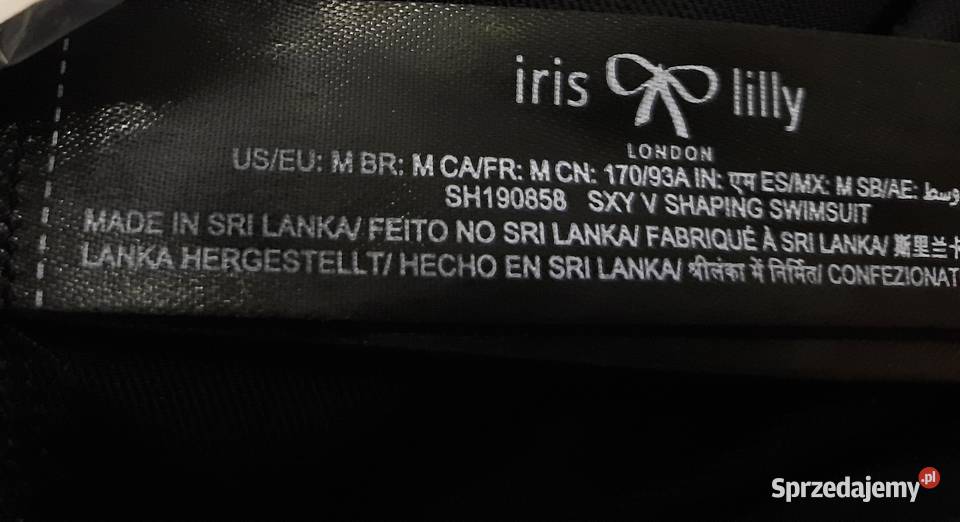 iris lilly
LONDON
US/EU: M BR: M CA/FR: M CN: 170/93A IN: एम ES/MX: M SB/AE: وسط
SH190858 SXY V SHAPING SWIMSUIT
MADE IN SRI LANKA/ FEITO NO SRI LANKA/ FABRIQUÉ À SRI LANKA/ 斯里兰卡
LANKA HERGESTELLT/ HECHO EN SRI LANKA/ श्रीलंका में निर्मित/ CONFEZIONAT
Sprzedajemy.pl